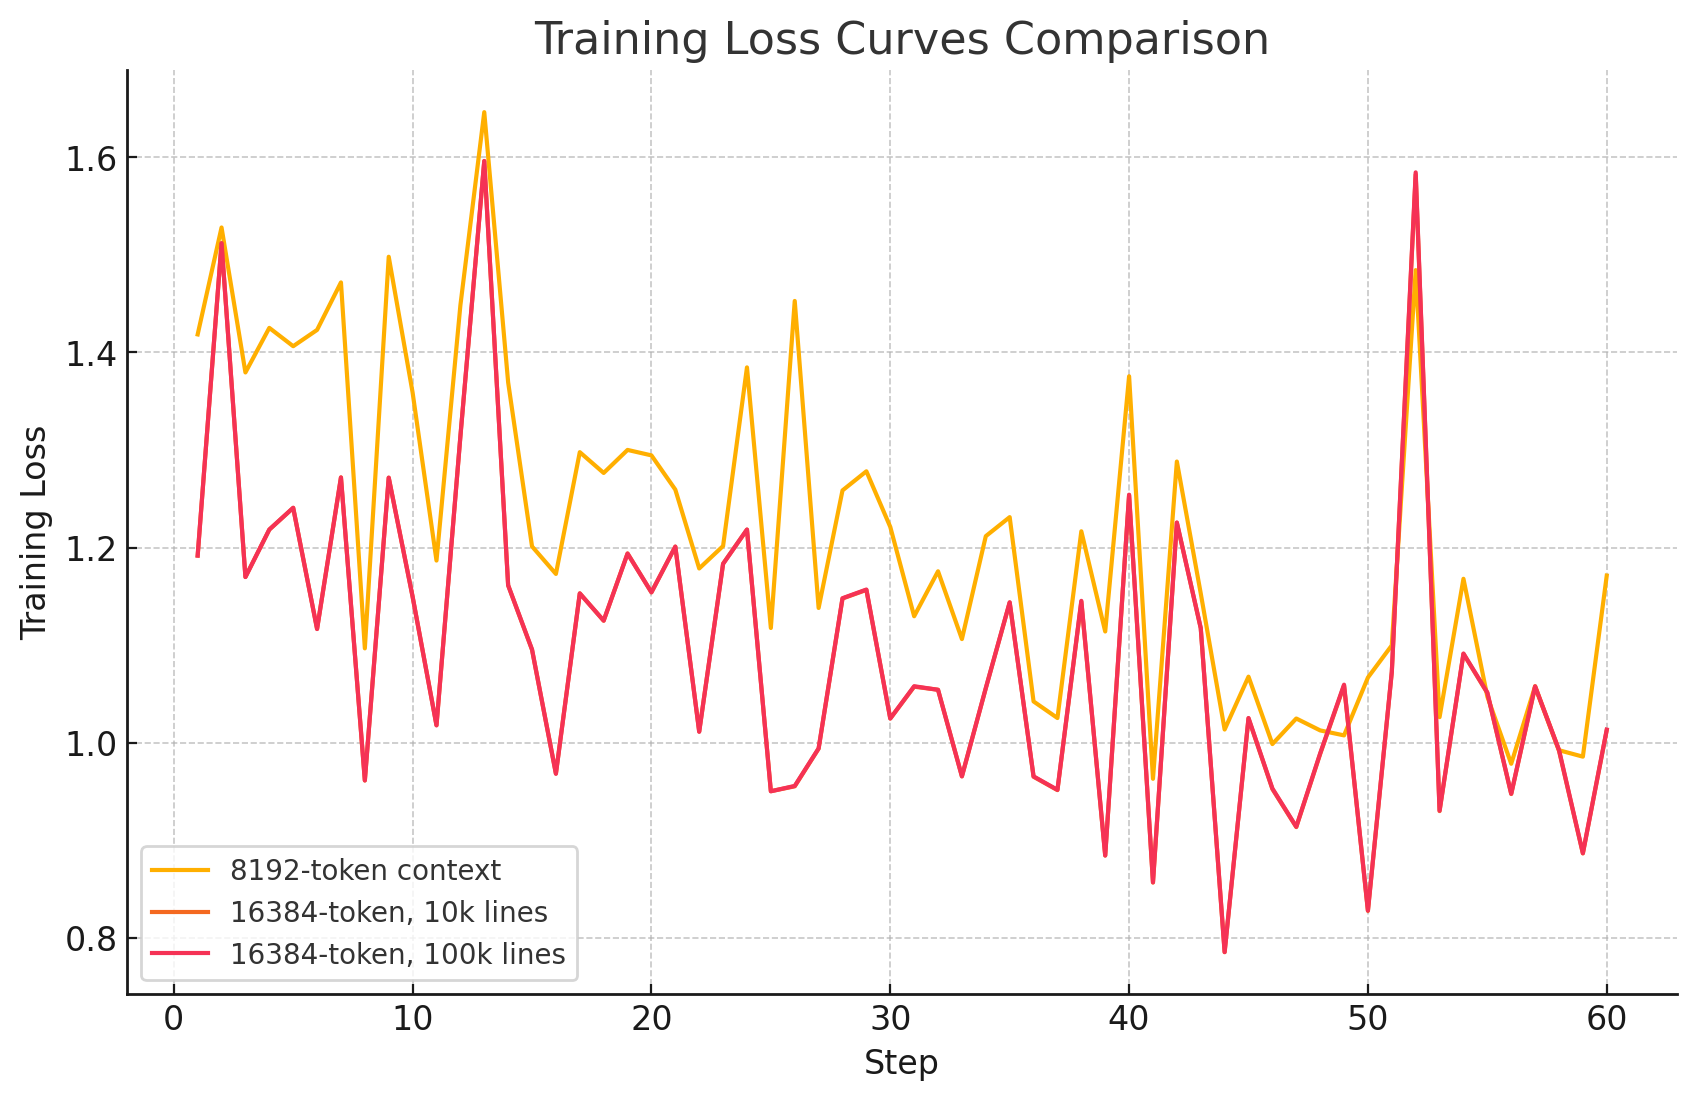 Training Loss Curves Comparison
Training Loss
1.6
1.4
1.2
1.0
0.8
8192-token context
16384-token, 10k lines
16384-token, 100k lines
0 10 20 30 40 50 60
Step